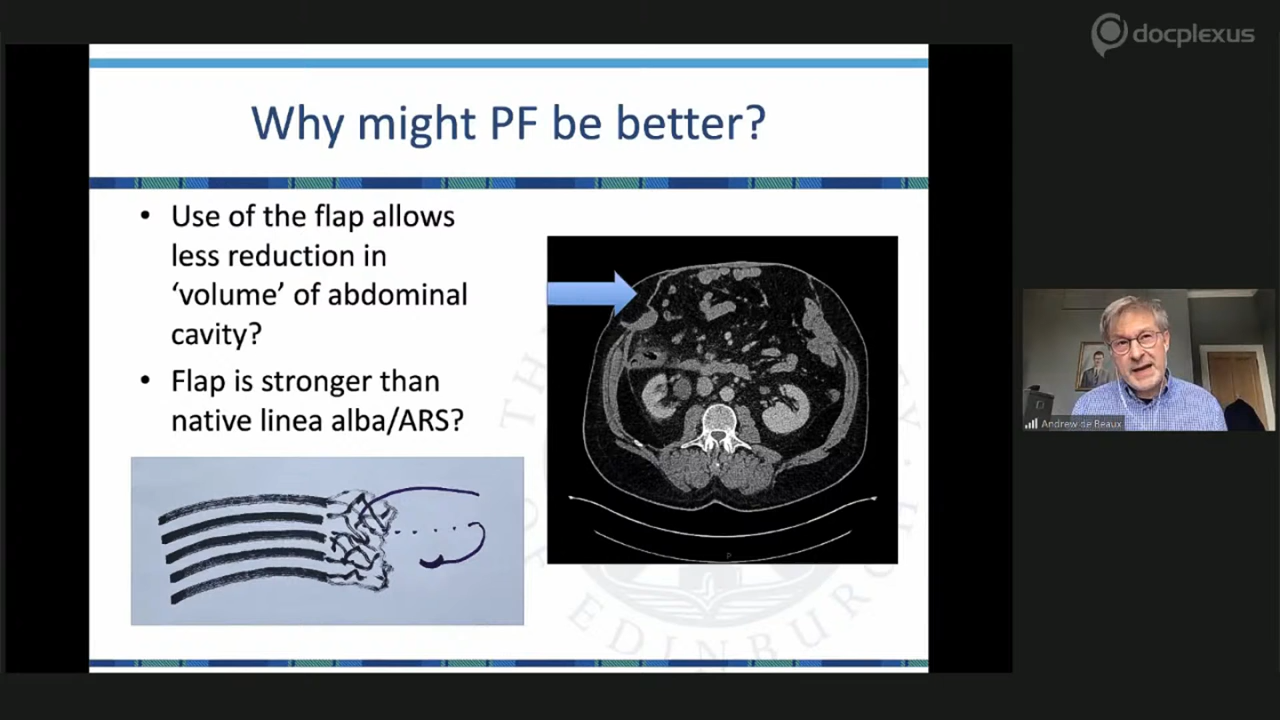 docplexus
Why might PF be better?
• Use of the flap allows
less reduction in
‘volume’ of abdominal
cavity?
• Flap is stronger than
native linea alba/ARS?
EDINBURGH
Andrew de Beaux